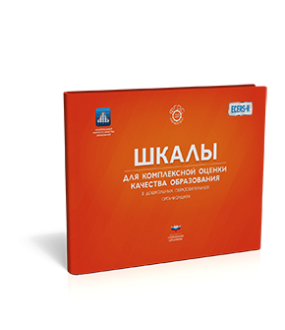 ECERS-R
ШКАЛЫ
ДЛЯ КОМПЛЕКСНОЙ ОЦЕНКИ
КАЧЕСТВА ОБРАЗОВАНИЯ
В ДОШКОЛЬНЫХ ОБРАЗОВАТЕЛЬНЫХ
ОРГАНИЗАЦИЯХ